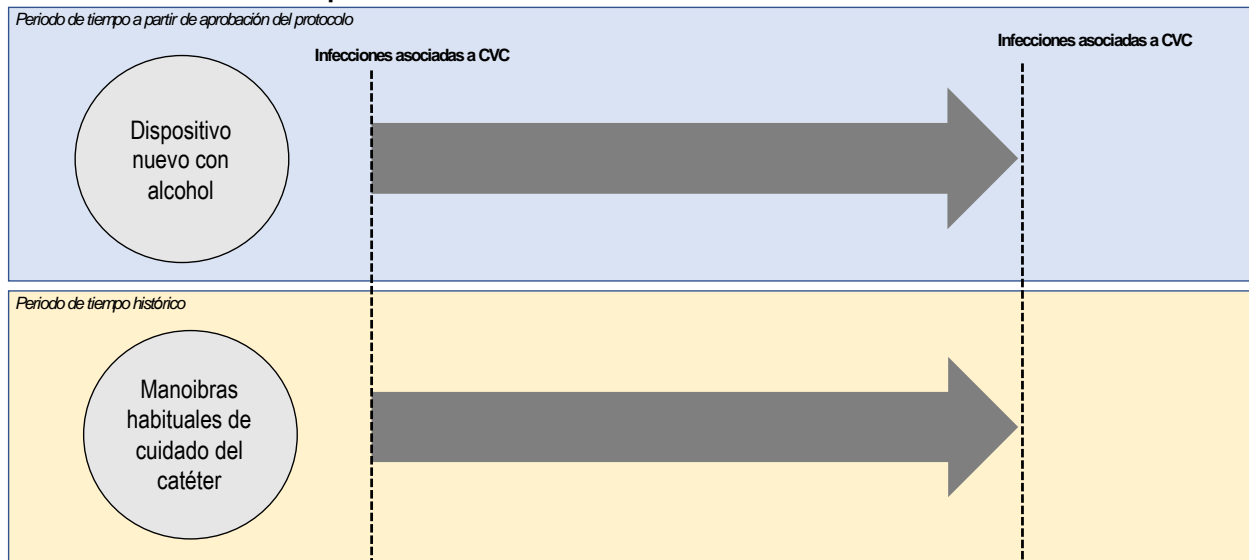 Periodo de tiempo a partir de aprobación del protocolo
Infecciones asociadas a CVC
Infecciones asociadas a CVC
Dispositivo
nuevo con
alcohol
Periodo de tiempo histórico
Manoibras
habituales de
cuidado del
catéter